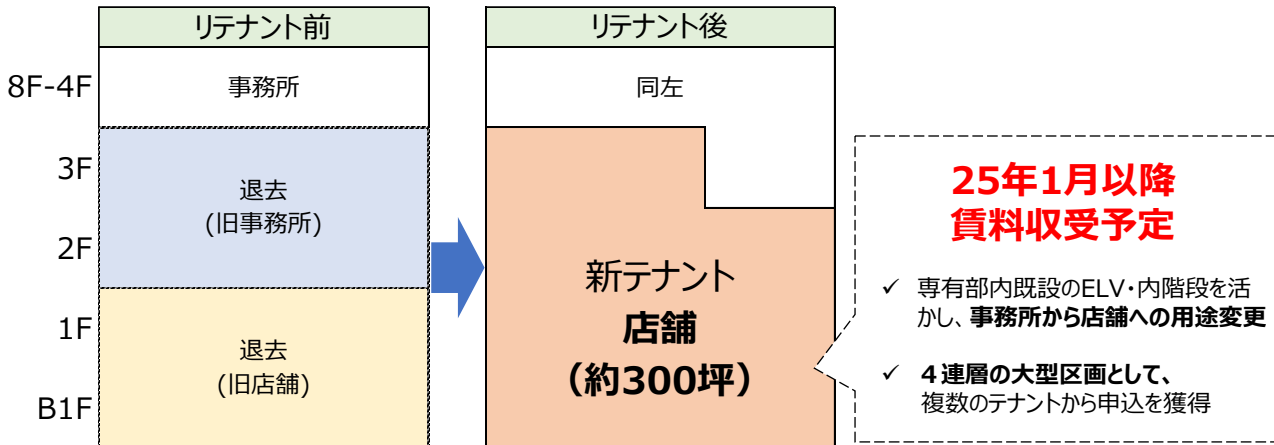 リテナント前
リテナント後
8F-4F
事務所
同左
3F
2F
退去
(旧事務所)
1F
B1F
退去
(旧店舗)
新テナント
店舗
（約300坪）
25年1月以降
賃料収受予定
✓ 専有部内既設のELV・内階段を活
かし、事務所から店舗への用途変更
✓ ４連層の大型区画として、
複数のテナントから申込を獲得